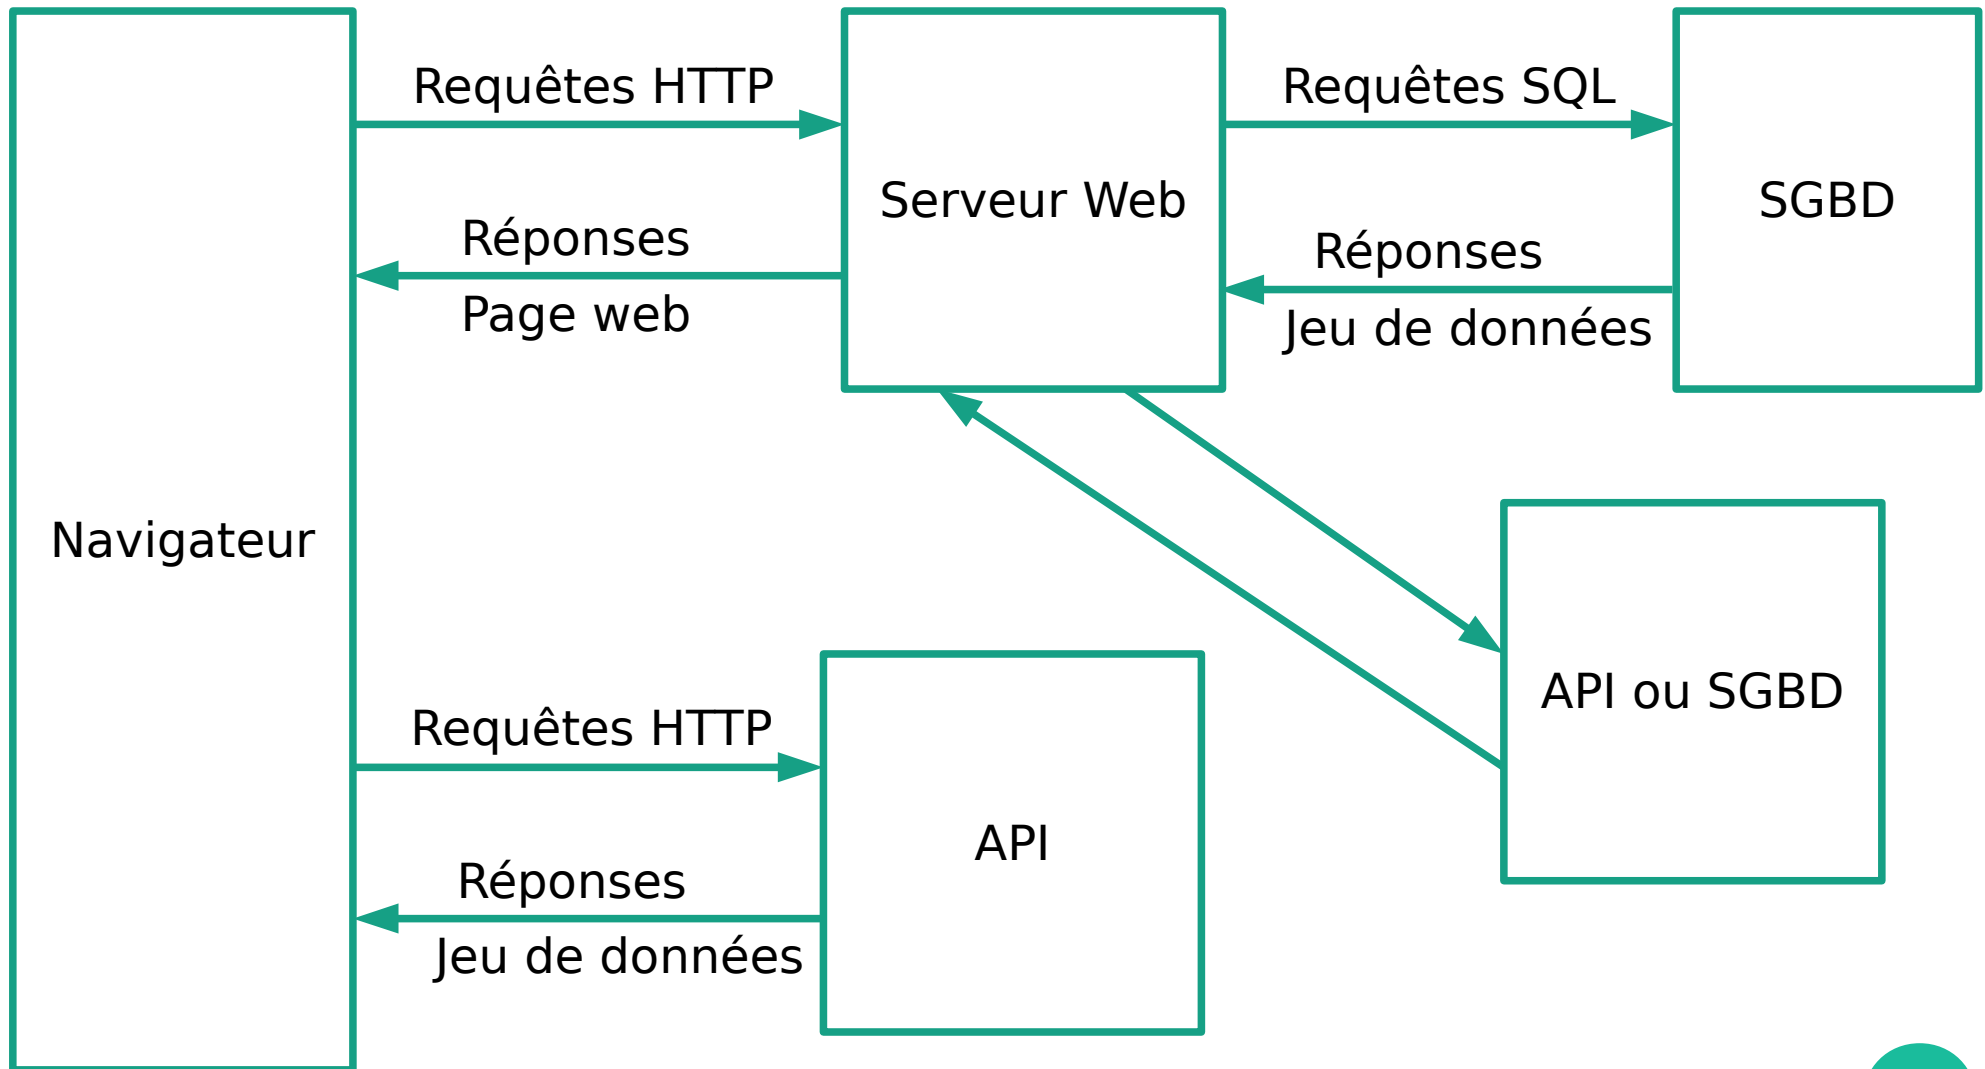 Requêtes HTTP
Requêtes SQL
Serveur Web
SGBD
Réponses
Page web
Réponses
Jeu de données
Navigateur
API ou SGBD
Requêtes HTTP
API
Réponses
Jeu de données